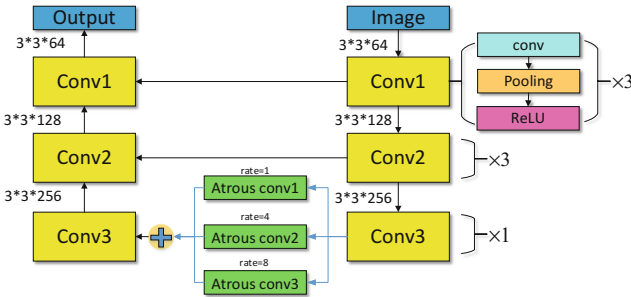 Output
Image
3*3*64
3*3*64
conv
Conv1
Conv1
Pooling
×3
ReLU
3*3*128
3*3*128
Conv2
Conv2
×3
rate=1
Atrous conv1
3*3*256
3*3*256
rate=4
Conv3
Atrous conv2
Conv3
×1
rate=8
Atrous conv3